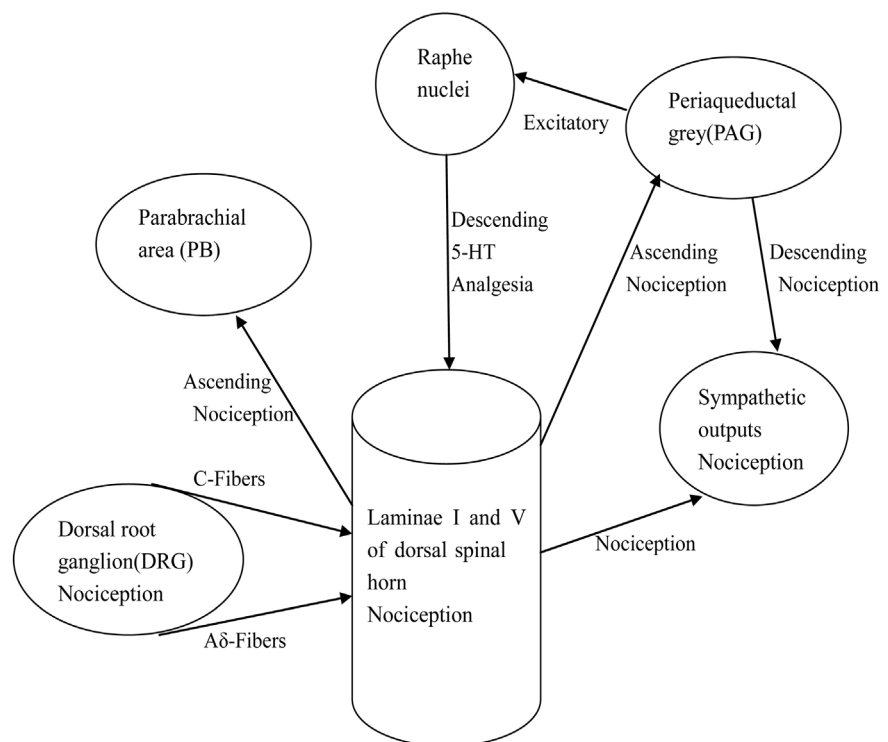 Raphe
nuclei
Periaqueductal
grey(PAG)
Excitatory
Parabrachial
area (PB)
Descending
5-HT
Analgesia
Ascending
Nociception
Descending
Nociception
Ascending
Nociception
Sympathetic
outputs
Nociception
C-Fibers
Laminae I and V
of dorsal spinal
horn
Nociception
Dorsal root
ganglion(DRG)
Nociception
Nociception
Aδ-Fibers